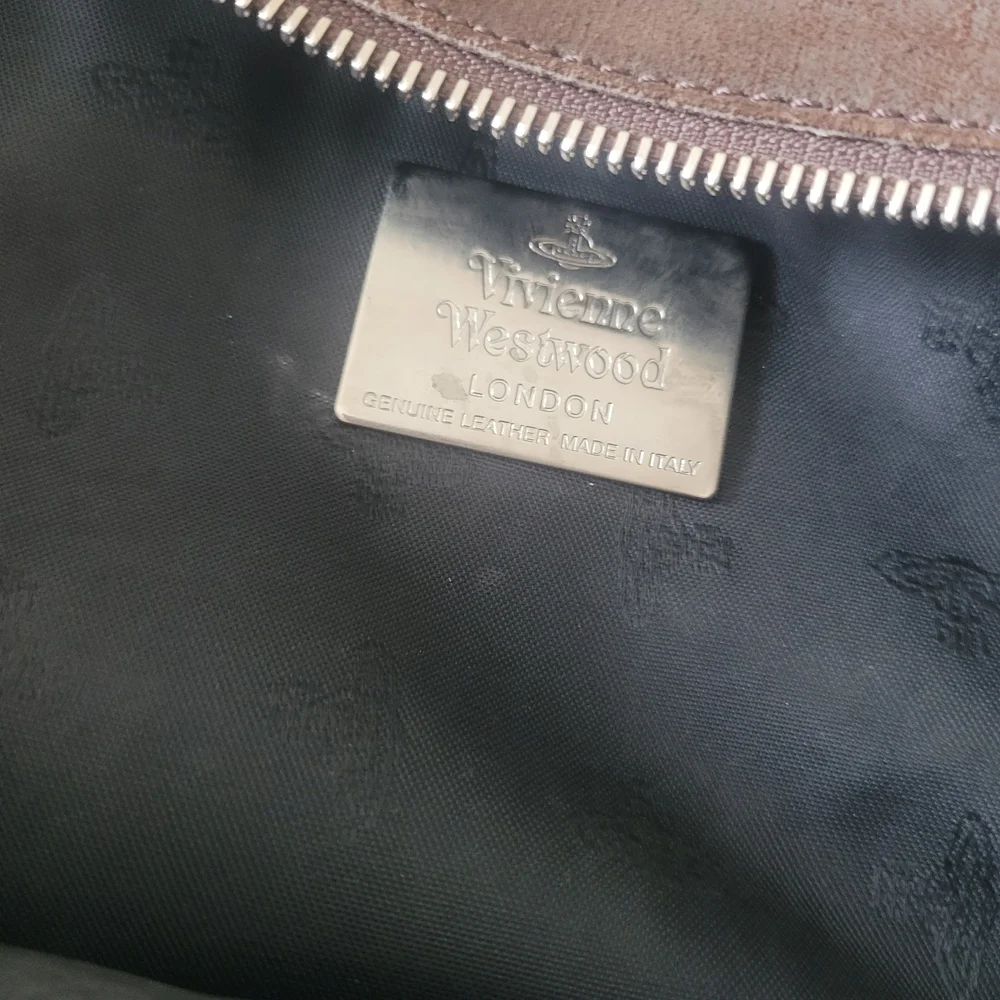 Vivienne
Westwood
LONDON
GENUINE LEATHER MADE IN ITALY